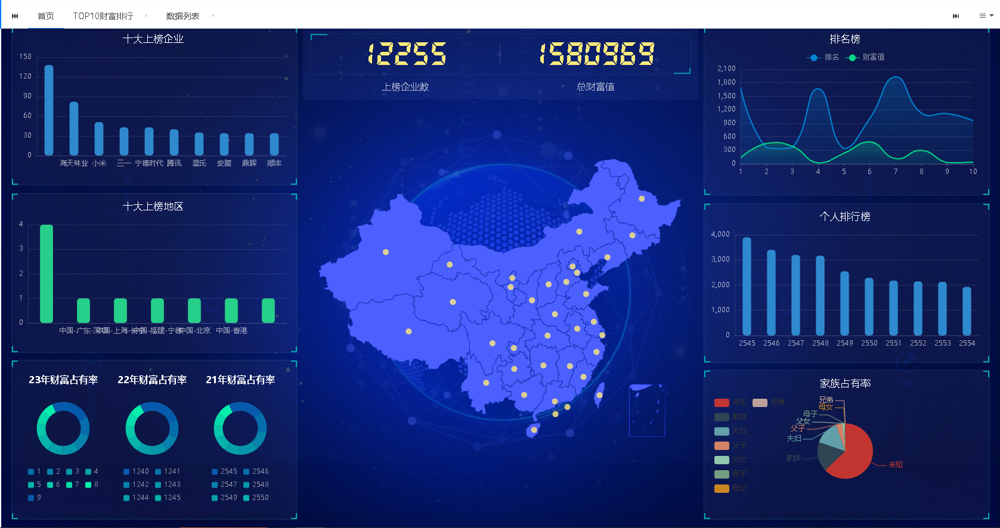 首页 TOP10财富排行 × 数据列表 ×
十大上榜企业
150
120
90
60
30
0
海天味业 小米 三一 宁德时代 腾讯 温氏 安踏 鼎晖 顺丰
十大上榜地区
4
3
2
1
0
中国-广东-深圳 中国-上海-长宁 中国-福建-宁德 中国-北京 中国-香港
23年财富占有率 22年财富占有率 21年财富占有率
1 2 3 4
5 6 7 8
9
1240 1241
1242 1243
1244 1245
2545 2546
2547 2548
2549 2550
12255 1580969
上榜企业数 总财富值
排名榜
排名 财富值
2,100
1,800
1,500
1,200
900
600
300
0
1 2 3 4 5 6 7 8 9 10
个人排行榜
4,000
3,000
2,000
1,000
0
2545 2546 2547 2548 2549 2550 2551 2552 2553 2554
家族占有率
未知 兄弟
家族
夫妇
父子
父女
母子
母女
兄弟
母女
母子
父女
父子
夫妇
家族
未知